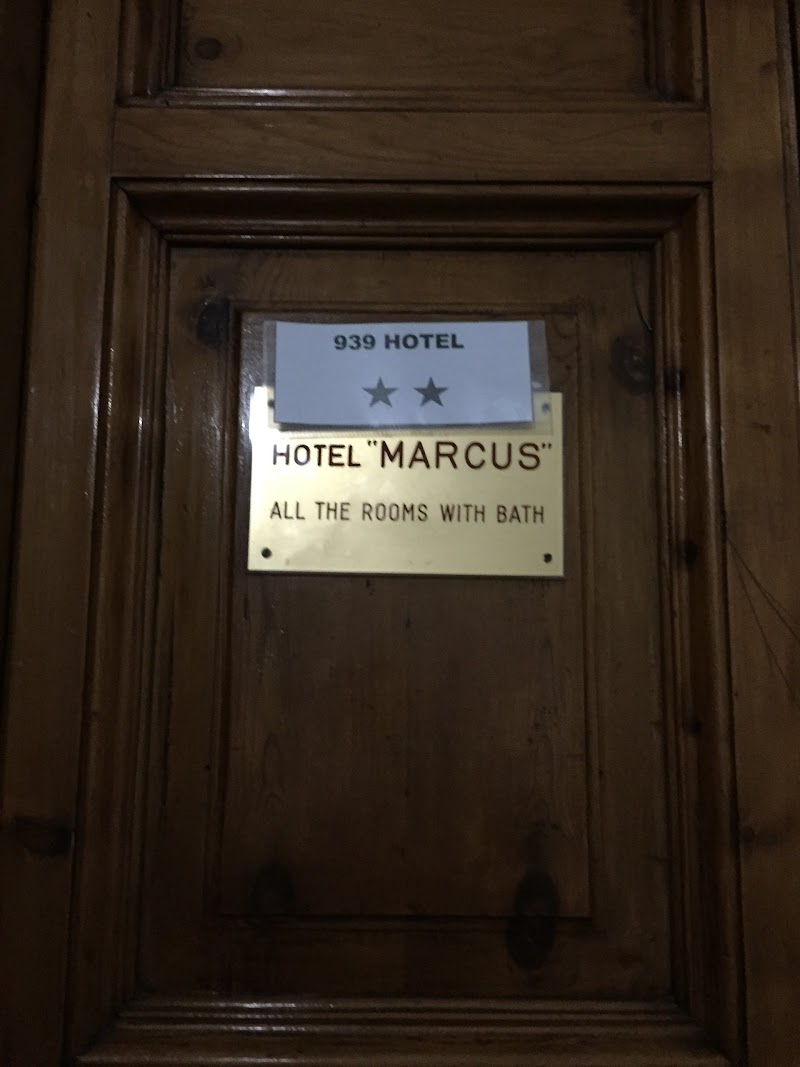 939 HOTEL
HOTEL "MARCUS"
ALL THE ROOMS WITH BATH